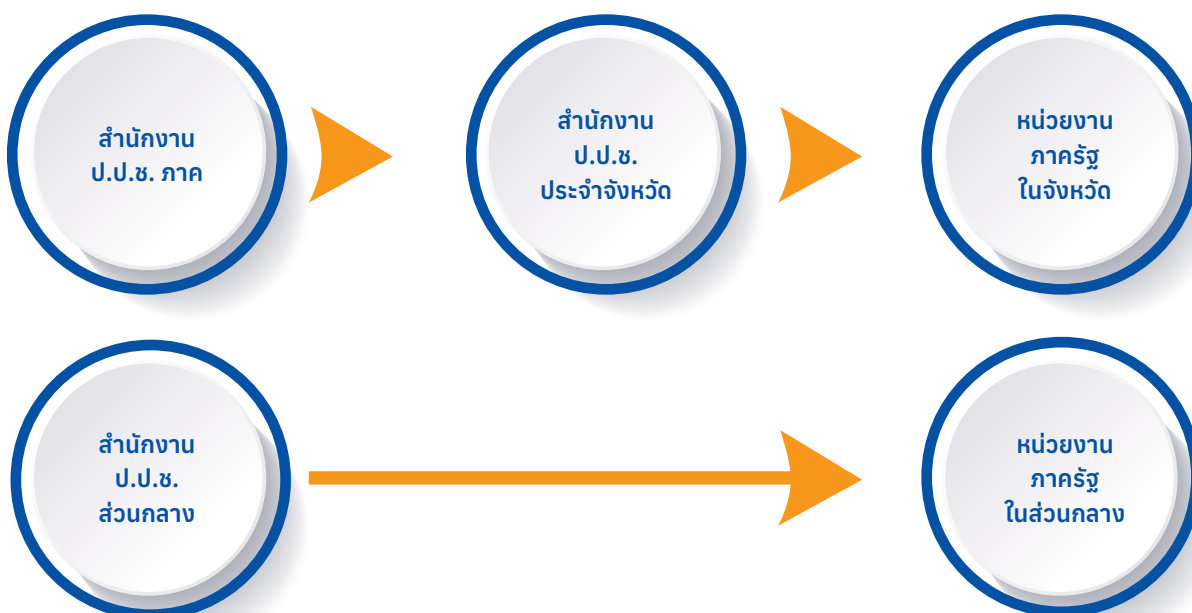 สำนักงาน
ป.ป.ช. ภาค
สำนักงาน
ป.ป.ช.
ประจำจังหวัด
หน่วยงาน
ภาครัฐ
ในจังหวัด
สำนักงาน
ป.ป.ช.
ส่วนกลาง
หน่วยงาน
ภาครัฐ
ในส่วนกลาง